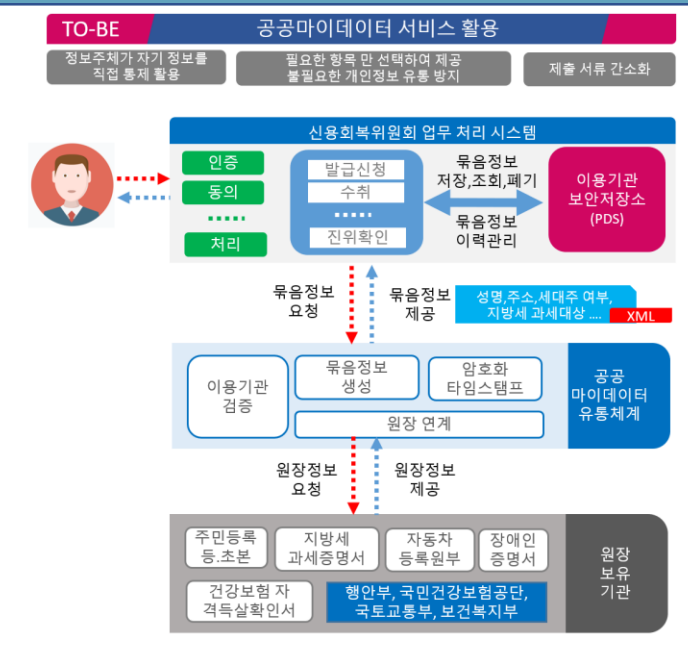 TO-BE
공공마이데이터 서비스 활용
정보주체가 자기 정보를
직접 통제 활용
필요한 항목 만 선택하여 제공
불필요한 개인정보 유통 방지
제출 서류 간소화
신용회복위원회 업무 처리 시스템
인증
동의
......
처리
발급신청
수취
......
진위확인
묶음정보
저장,조회,폐기
묶음정보
이력관리
이용기관
보안저장소
(PDS)
묶음정보
요청
묶음정보
제공
성명,주소,세대주 여부,
지방세 과세대상 ....
XML
이용기관
검증
묶음정보
생성
암호화
타임스탬프
원장 연계
공공
마이데이터
유통체계
원장정보
요청
원장정보
제공
주민등록
등.초본
지방세
과세증명서
자동차
등록원부
장애인
증명서
건강보험 자
격득실확인서
행안부, 국민건강보험공단,
국토교통부, 보건복지부
원장
보유
기관